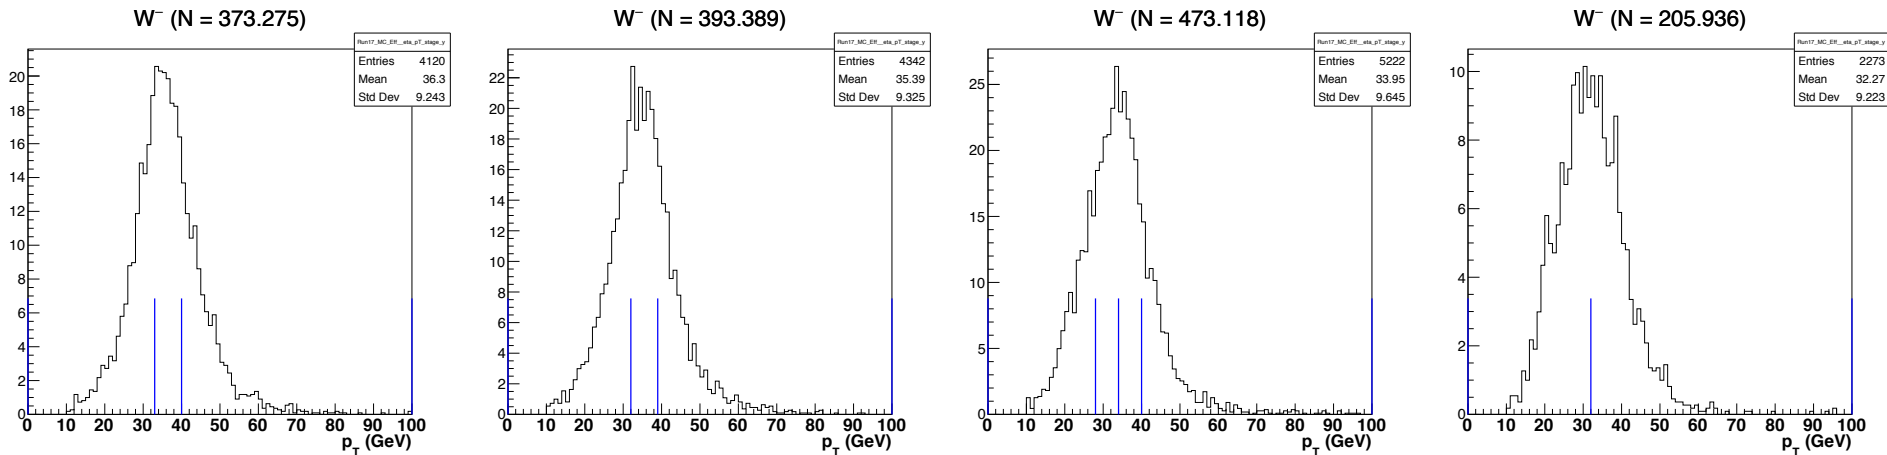 W⁻ (N = 373.275)
Run17_MC_Eff__eta_pT_stage_y
Entries 4120
Mean 36.3
Std Dev 9.243
20
18
16
14
12
10
8
6
4
2
0
0 10 20 30 40 50 60 70 80 90 100
p_T (GeV)
W⁻ (N = 393.389)
Run17_MC_Eff__eta_pT_stage_y
Entries 4342
Mean 35.39
Std Dev 9.325
22
20
18
16
14
12
10
8
6
4
2
0
0 10 20 30 40 50 60 70 80 90 100
p_T (GeV)
W⁻ (N = 473.118)
Run17_MC_Eff__eta_pT_stage_y
Entries 5222
Mean 33.95
Std Dev 9.645
25
20
15
10
5
0
0 10 20 30 40 50 60 70 80 90 100
p_T (GeV)
W⁻ (N = 205.936)
Run17_MC_Eff__eta_pT_stage_y
Entries 2273
Mean 32.27
Std Dev 9.223
10
8
6
4
2
0
0 10 20 30 40 50 60 70 80 90 100
p_T (GeV)